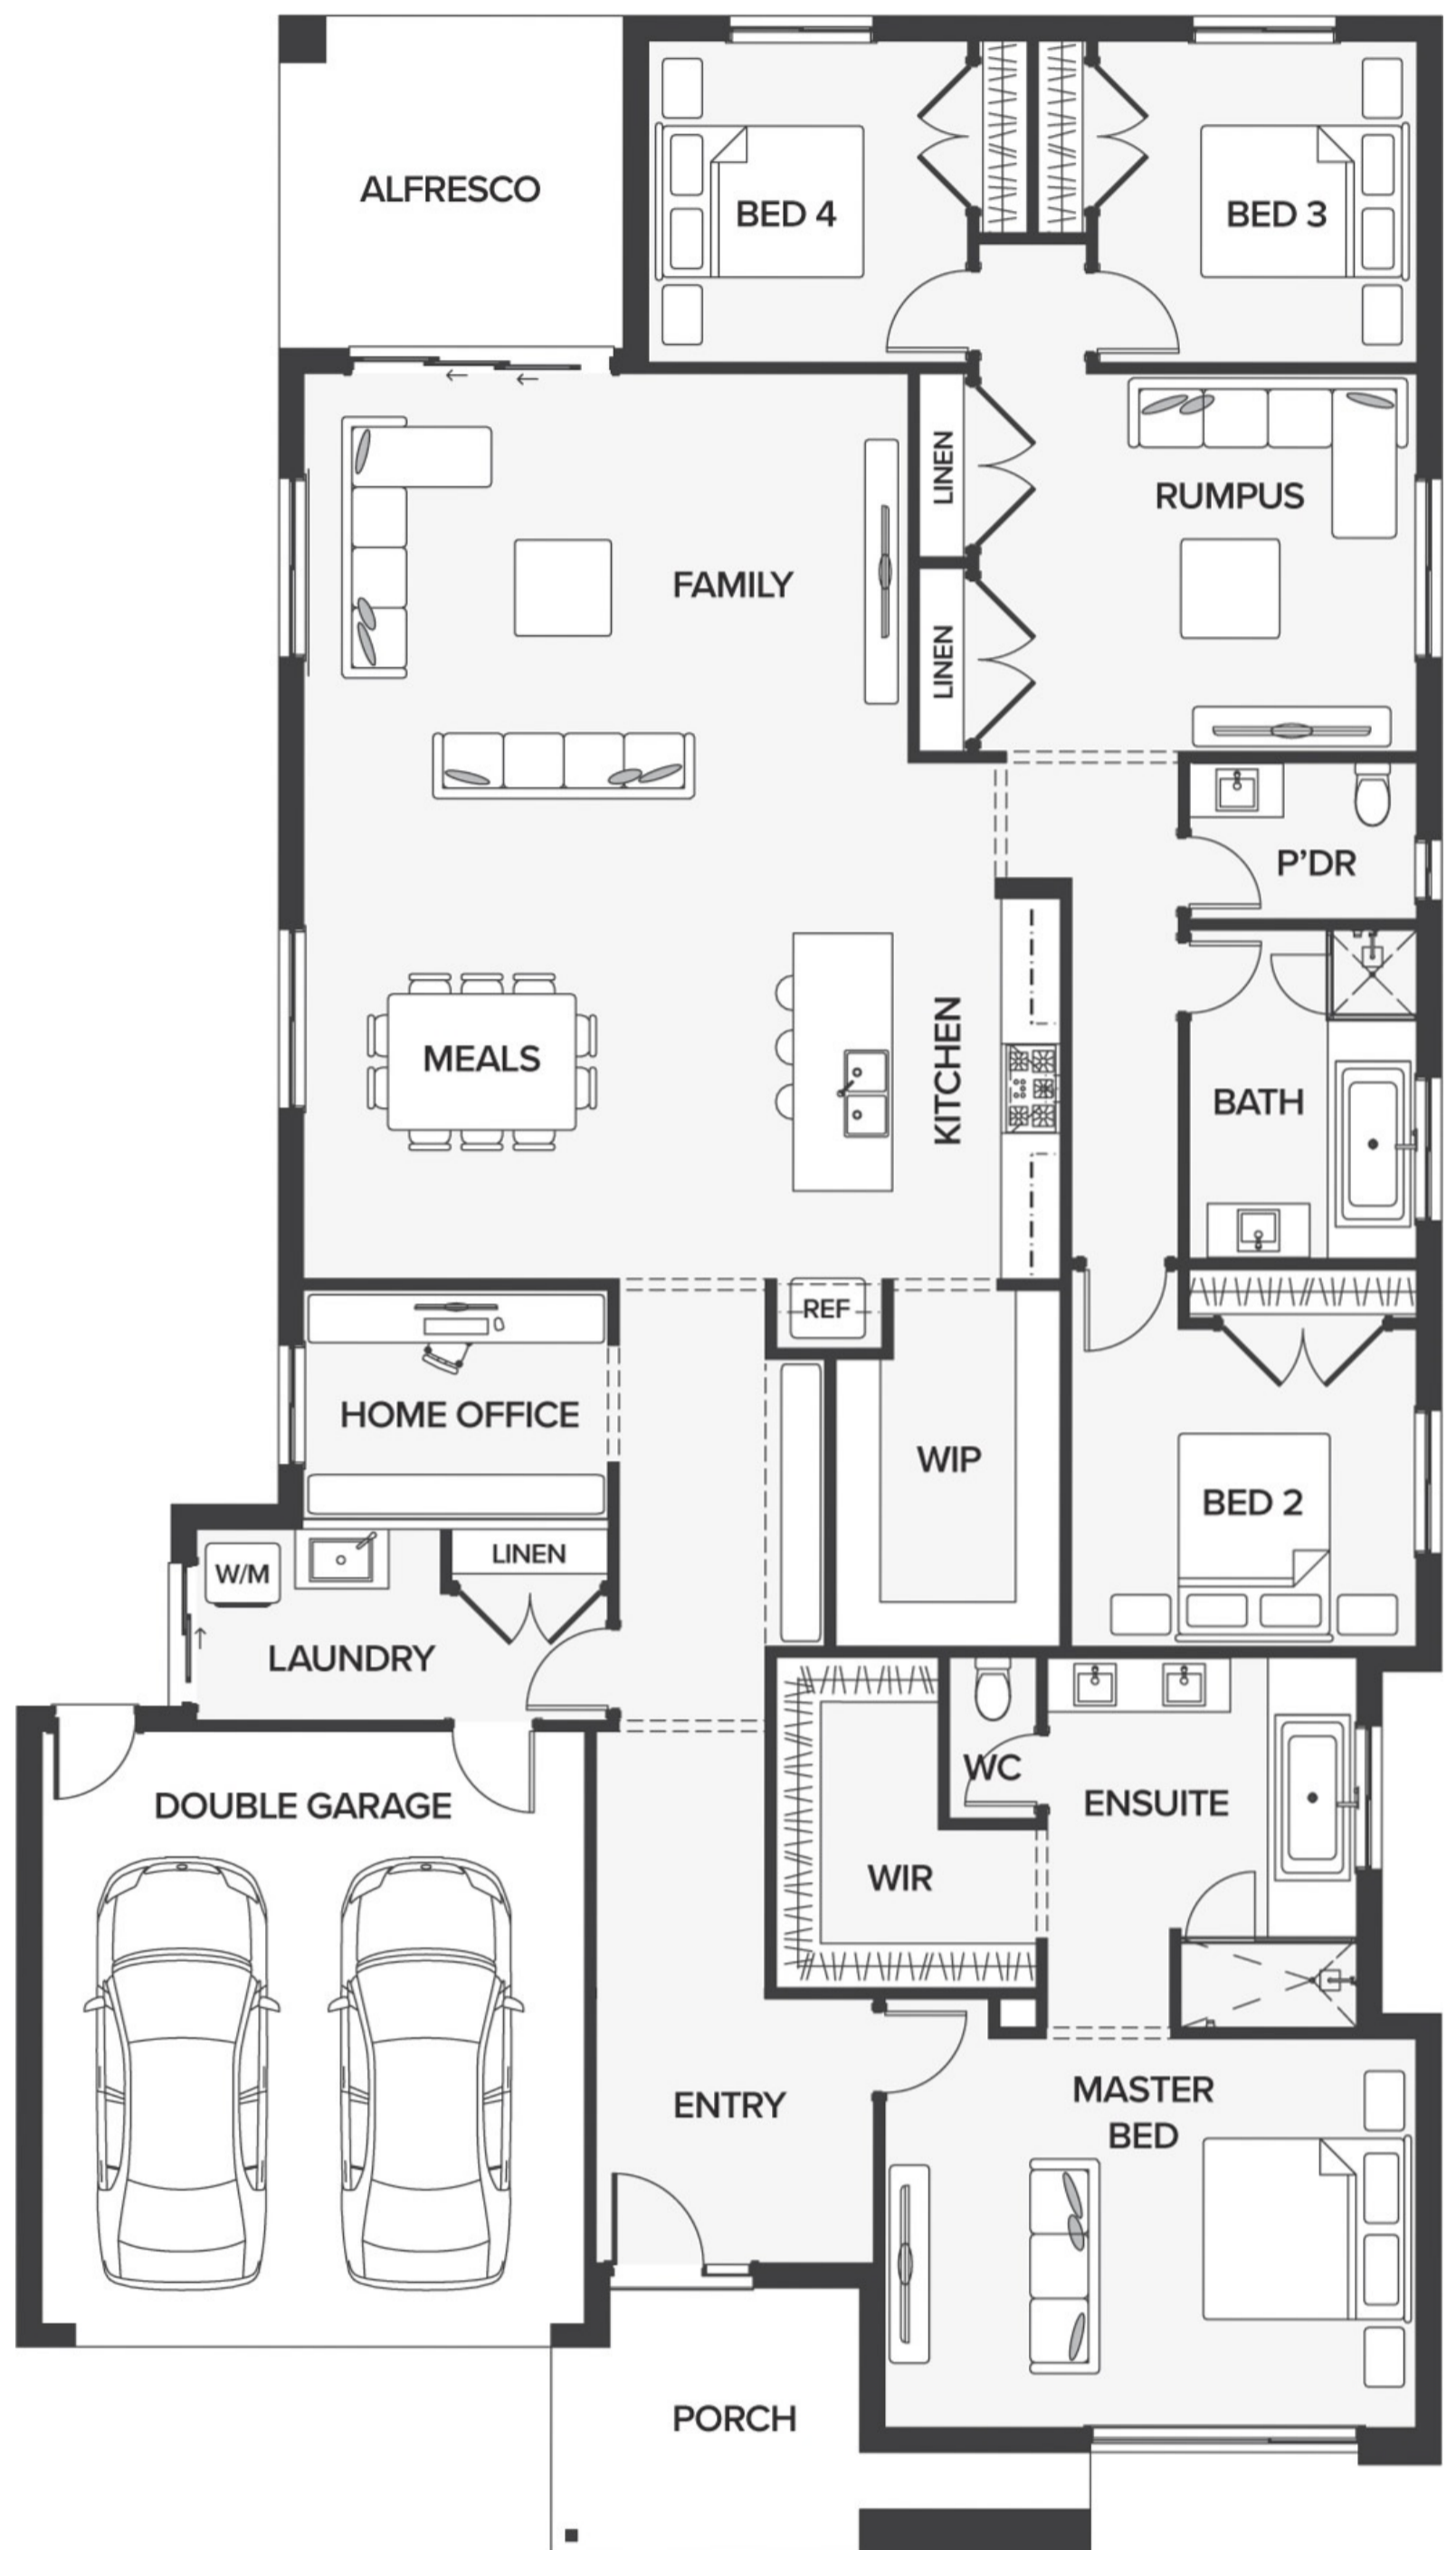 ALFRESCO
BED 4
BED 3
LINEN
RUMPUS
FAMILY
LINEN
P'DR
KITCHEN
MEALS
BATH
REF
HOME OFFICE
WIP
BED 2
W/M
LINEN
LAUNDRY
WC
DOUBLE GARAGE
ENSUITE
WIR
ENTRY
MASTER
BED
PORCH